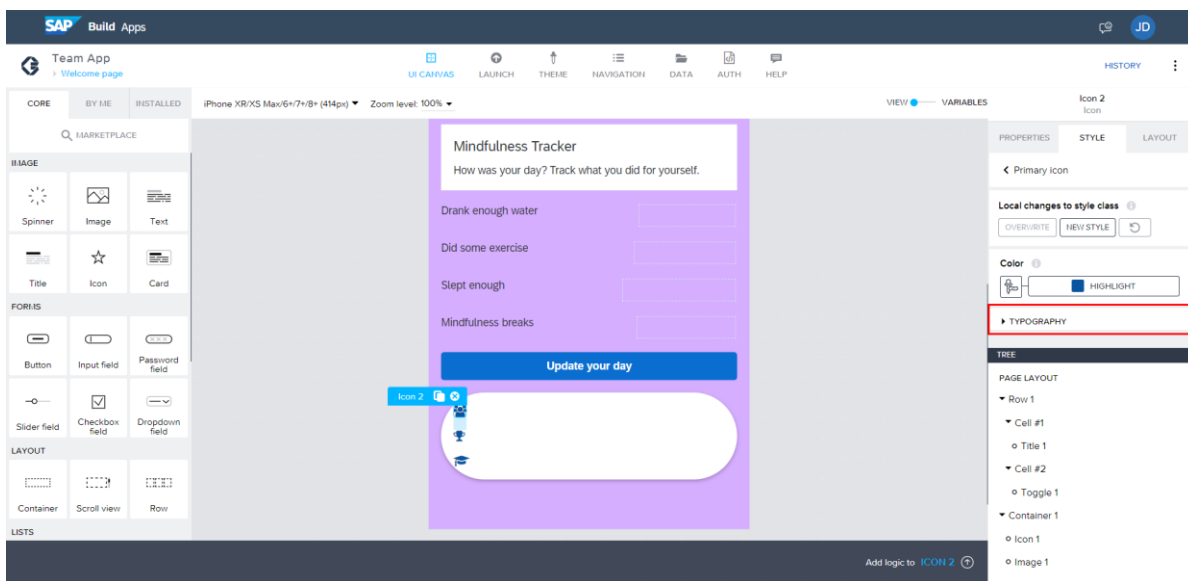 SAP Build Apps
JD
Team App
Welcome page
UI CANVAS
LAUNCH
THEME
NAVIGATION
DATA
AUTH
HELP
HISTORY
CORE
BY ME
INSTALLED
iPhone XR/XS Max/6+/7+/8+ (414px)
Zoom level: 100%
VIEW
VARIABLES
Icon 2
Icon
MARKETPLACE
IMAGE
Spinner
Image
Text
Title
Icon
Card
FORMS
Button
Input field
Password
field
Slider field
Checkbox
field
Dropdown
field
LAYOUT
Container
Scroll view
Row
LISTS
Mindfulness Tracker
How was your day? Track what you did for yourself.
Drank enough water
Did some exercise
Slept enough
Mindfulness breaks
Update your day
Icon 2
PROPERTIES
STYLE
LAYOUT
Primary icon
Local changes to style class
OVERWRITE
NEW STYLE
Color
HIGHLIGHT
TYPOGRAPHY
TREE
PAGE LAYOUT
Row 1
Cell #1
Title 1
Cell #2
Toggle 1
Container 1
Icon 1
Image 1
Add logic to ICON 2